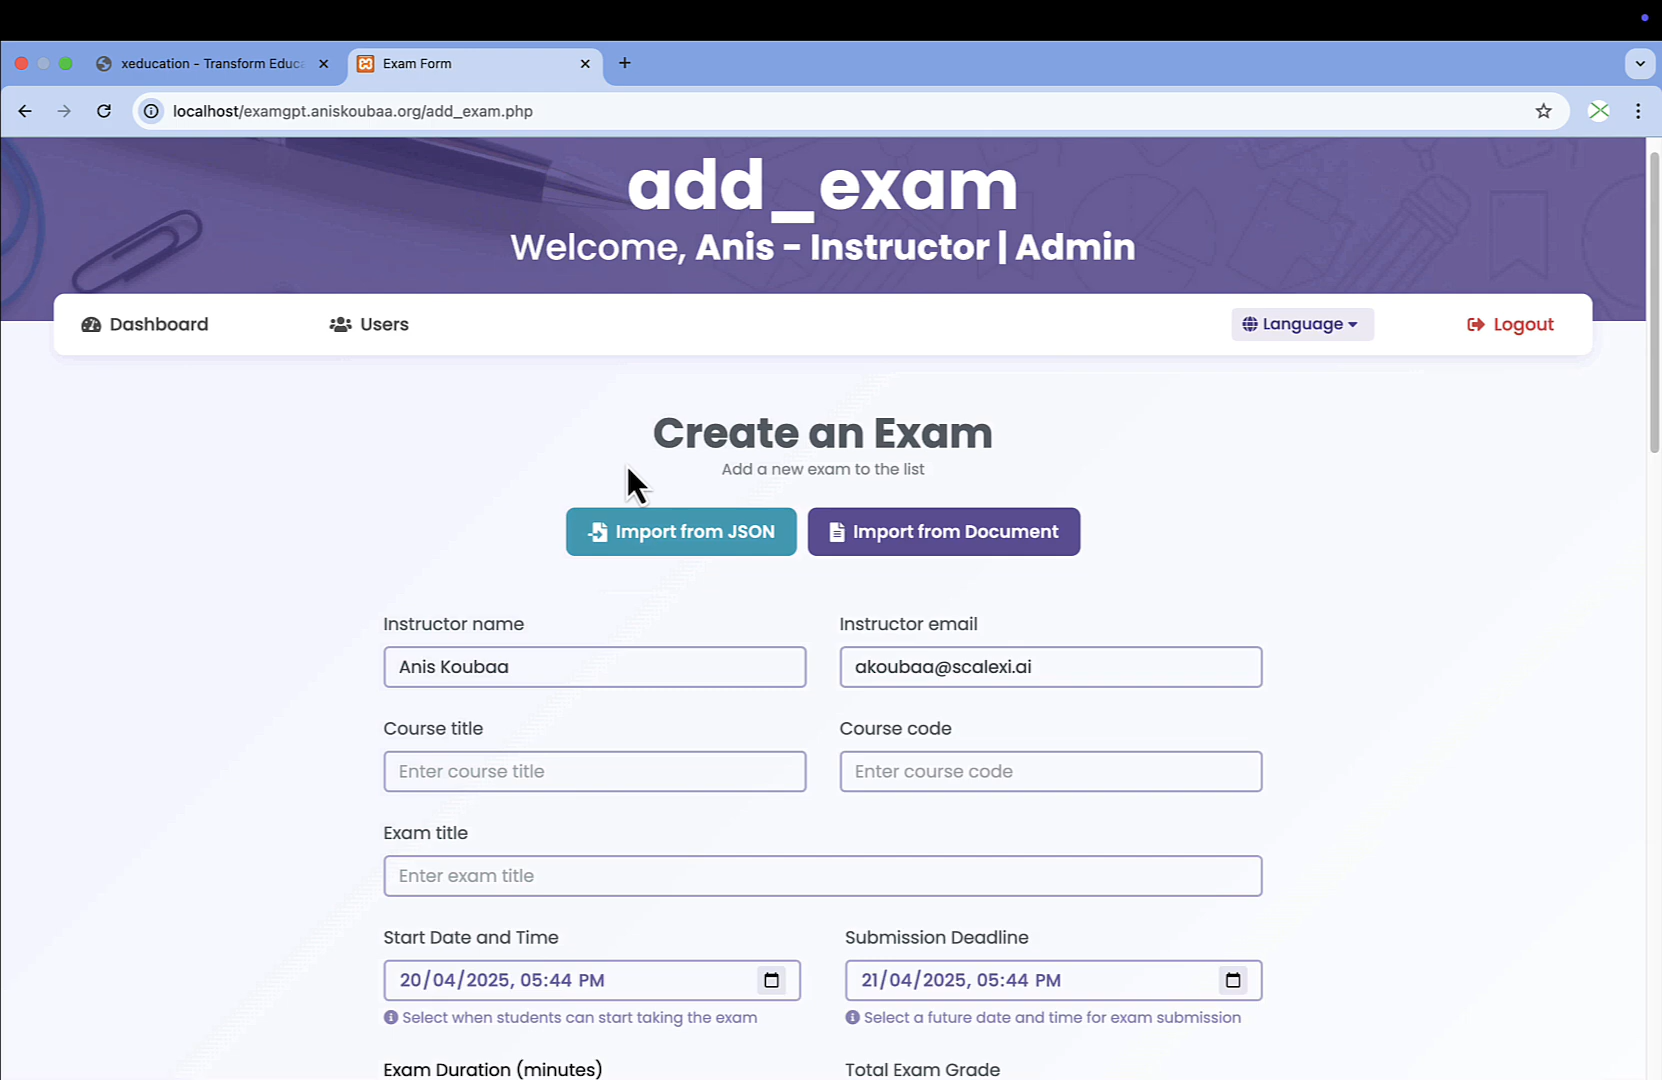 xeducation - Transform Educa
Exam Form
localhost/examgpt.aniskoubaa.org/add_exam.php
add_exam
Welcome, Anis - Instructor | Admin
Dashboard
Users
Language
Logout
Create an Exam
Add a new exam to the list
Import from JSON
Import from Document
Instructor name
Instructor email
Anis Koubaa
akoubaa@scalexi.ai
Course title
Course code
Enter course title
Enter course code
Exam title
Enter exam title
Start Date and Time
Submission Deadline
20/04/2025, 05:44 PM
21/04/2025, 05:44 PM
Select when students can start taking the exam
Select a future date and time for exam submission
Exam Duration (minutes)
Total Exam Grade